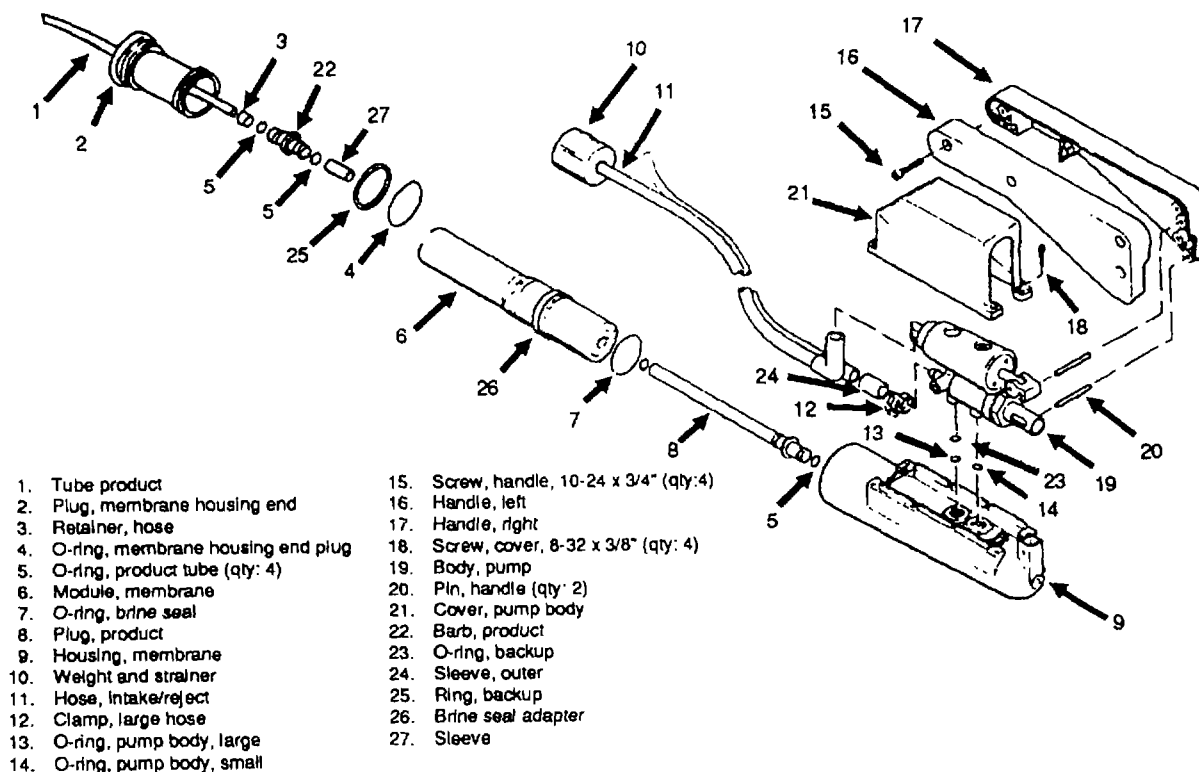 3
22
27
1
2
5
5
25
4
6
26
7
8
5
10
11
17
16
15
21
18
24
12
13
23
14
19
20
9
1. Tube product
2. Plug, membrane housing end
3. Retainer, hose
4. O-ring, membrane housing end plug
5. O-ring, product tube (qty: 4)
6. Module, membrane
7. O-ring, brine seal
8. Plug, product
9. Housing, membrane
10. Weight and strainer
11. Hose, intake/reject
12. Clamp, large hose
13. O-ring, pump body, large
14. O-ring, pump body, small
15. Screw, handle, 10-24 x 3/4" (qty:4)
16. Handle, left
17. Handle, right
18. Screw, cover, 8-32 x 3/8" (qty: 4)
19. Body, pump
20. Pin, handle (qty: 2)
21. Cover, pump body
22. Barb, product
23. O-ring, backup
24. Sleeve, outer
25. Ring, backup
26. Brine seal adapter
27. Sleeve